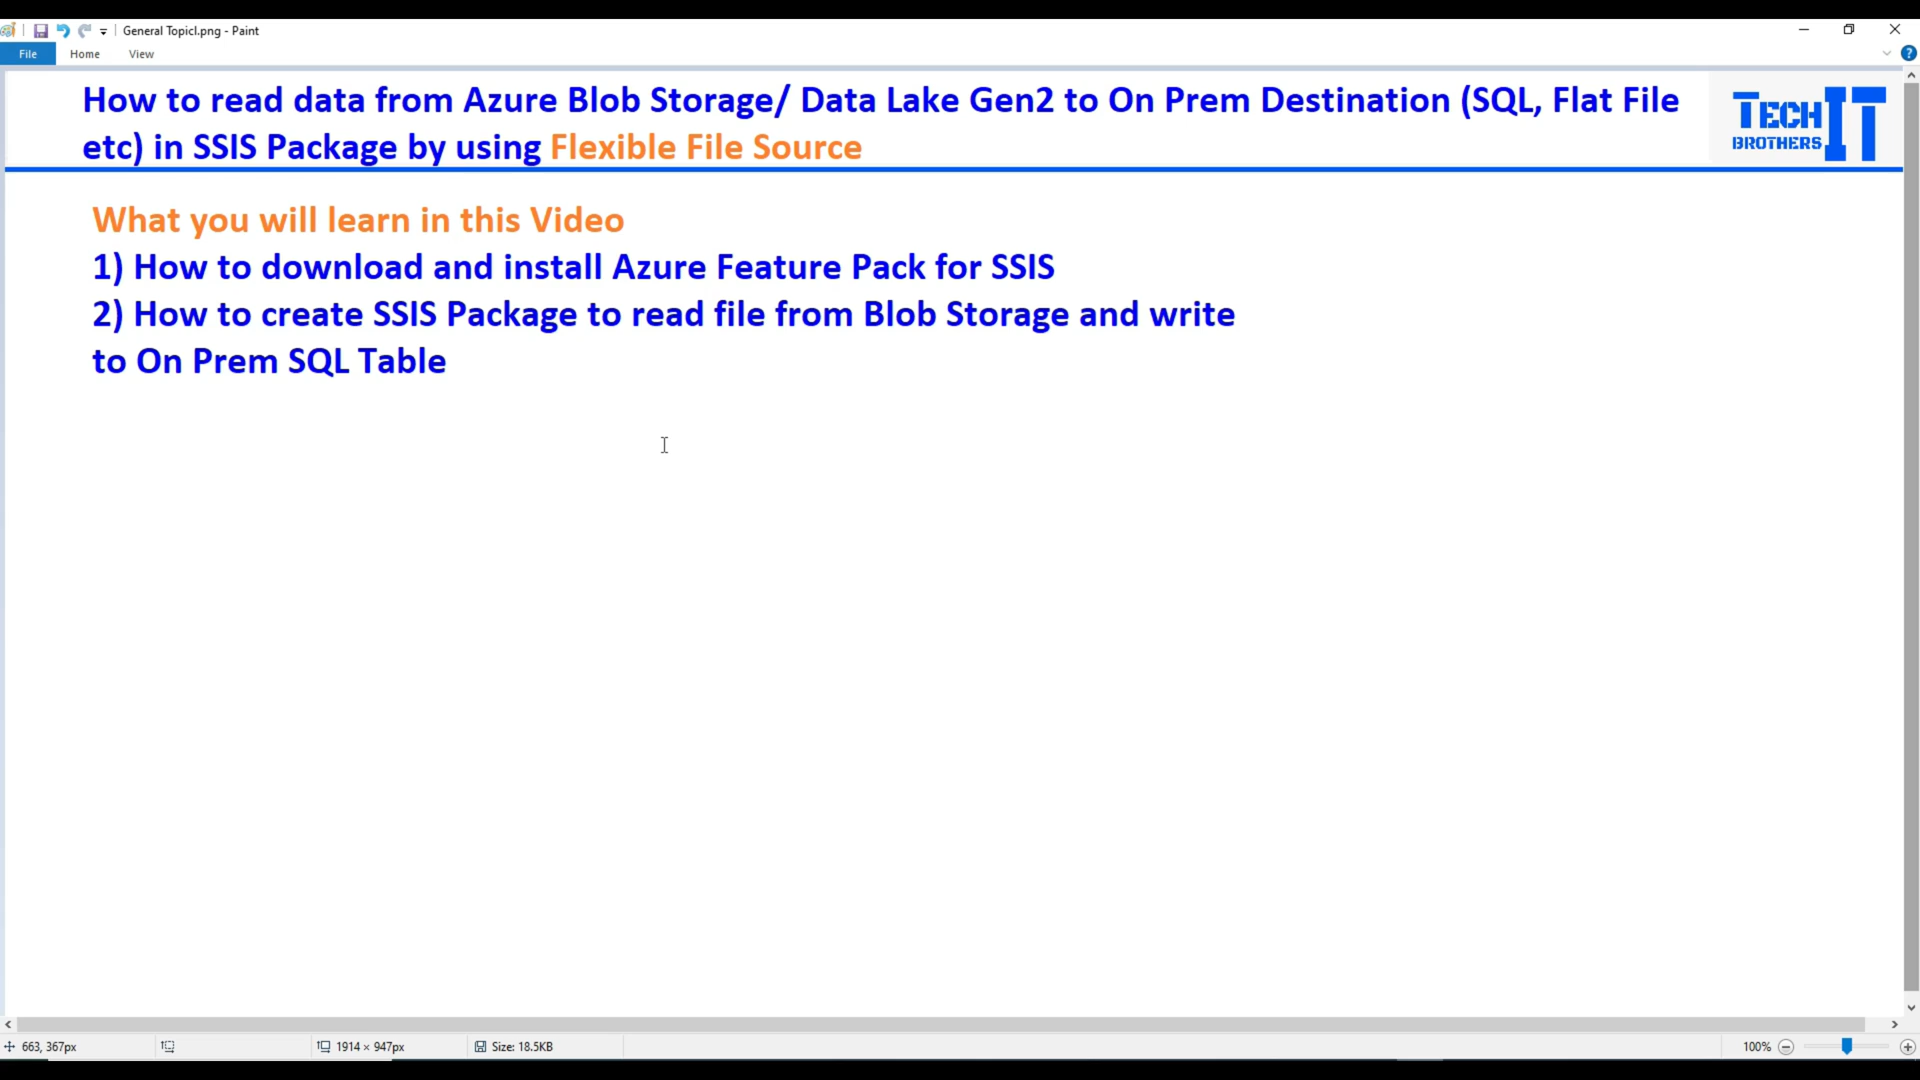 General Topicl.png - Paint
File Home View
How to read data from Azure Blob Storage/ Data Lake Gen2 to On Prem Destination (SQL, Flat File
etc) in SSIS Package by using Flexible File Source
TECH IT
BROTHERS
What you will learn in this Video
1) How to download and install Azure Feature Pack for SSIS
2) How to create SSIS Package to read file from Blob Storage and write
to On Prem SQL Table
663, 367px 1914 × 947px Size: 18.5KB 100%